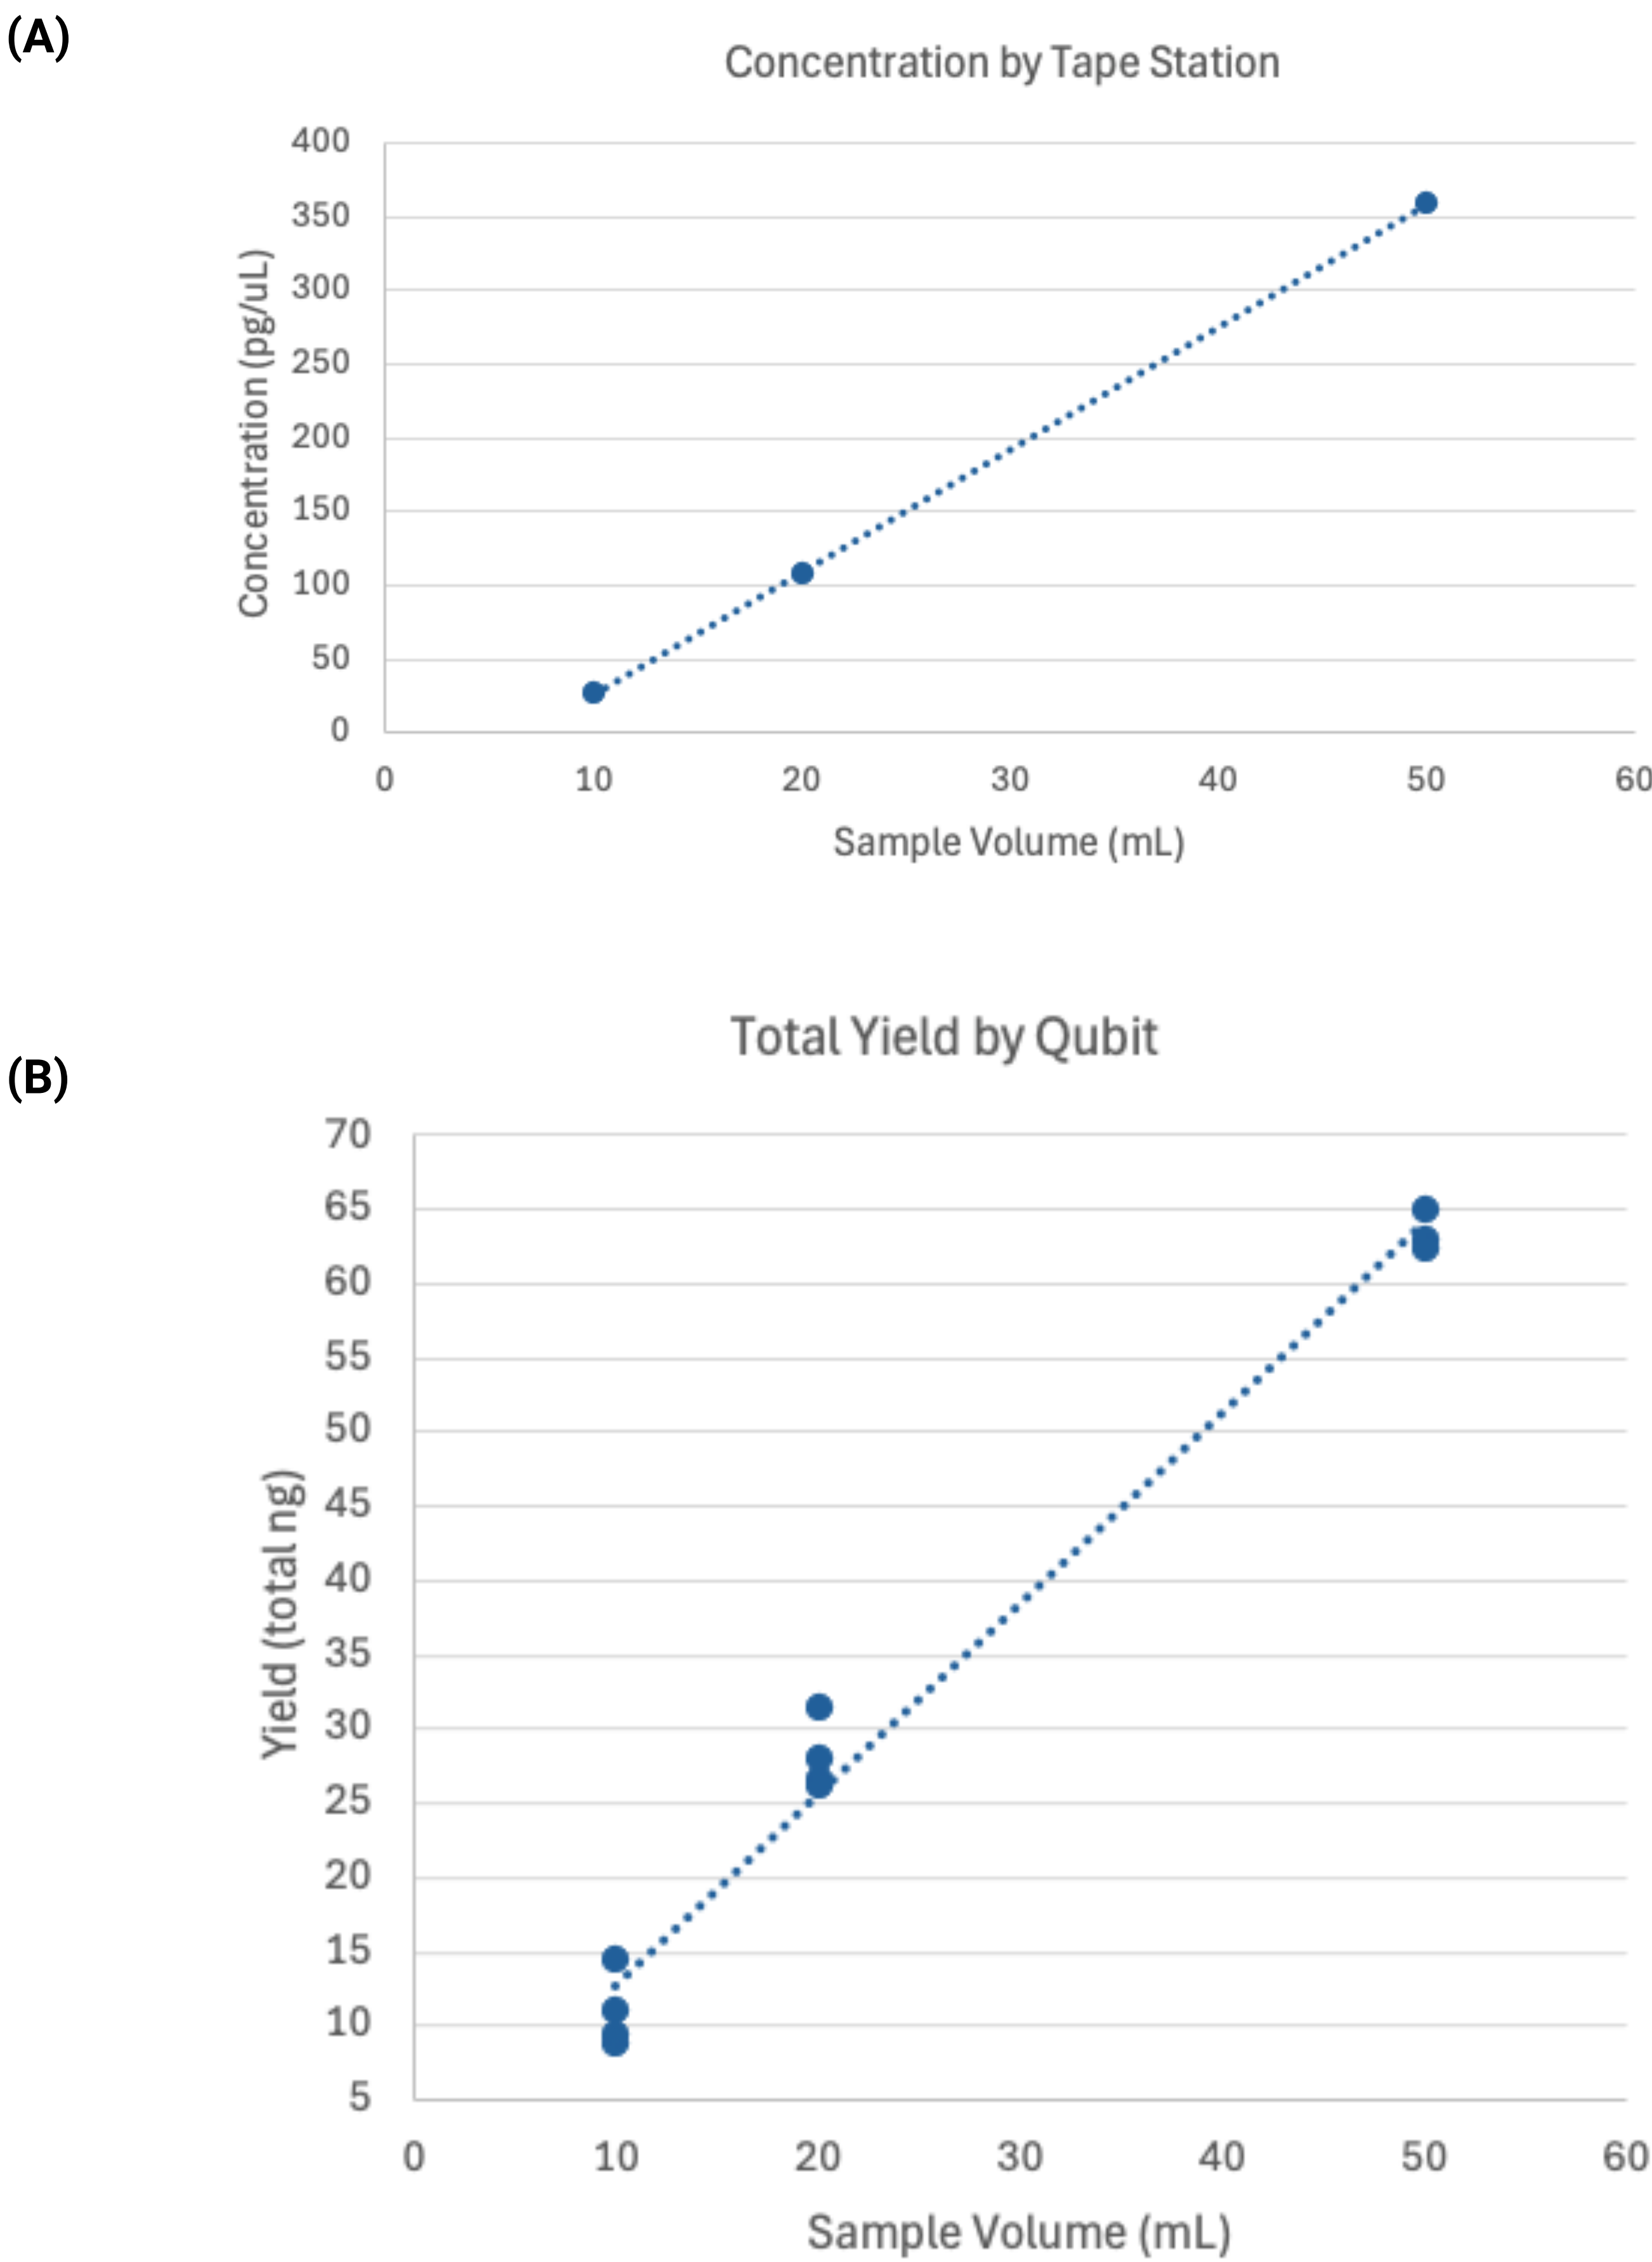 (A)
Concentration by Tape Station
400
350
300
250
200
150
100
50
0
Concentration (pg/uL)
0 10 20 30 40 50 60
Sample Volume (mL)
(B)
Total Yield by Qubit
70
65
60
55
50
45
40
35
30
25
20
15
10
5
Yield (total ng)
0 10 20 30 40 50 60
Sample Volume (mL)